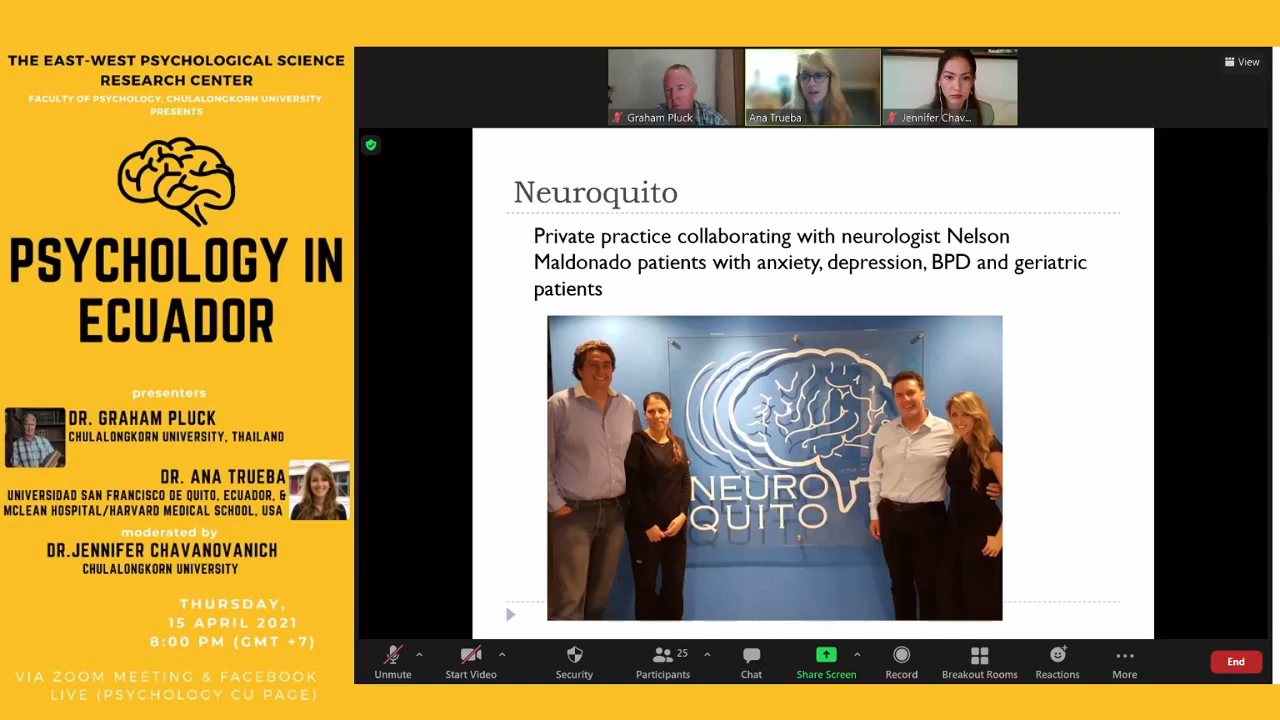 THE EAST-WEST PSYCHOLOGICAL SCIENCE
RESEARCH CENTER
FACULTY OF PSYCHOLOGY, CHULALONGKORN UNIVERSITY
PRESENTS
PSYCHOLOGY IN
ECUADOR
presenters
DR. GRAHAM PLUCK
CHULALONGKORN UNIVERSITY, THAILAND
DR. ANA TRUEBA
UNIVERSIDAD SAN FRANCISCO DE QUITO, ECUADOR, &
MCLEAN HOSPITAL/HARVARD MEDICAL SCHOOL, USA
moderated by
DR.JENNIFER CHAVANOVANICH
CHULALONGKORN UNIVERSITY
THURSDAY,
15 APRIL 2021
8:00 PM (GMT +7)
VIA ZOOM MEETING & FACEBOOK
LIVE (PSYCHOLOGY CU PAGE)
Graham Pluck
Ana Trueba
Jennifer Chav...
View
Neuroquito
Private practice collaborating with neurologist Nelson
Maldonado patients with anxiety, depression, BPD and geriatric
patients
NEURO
QUITO
Unmute
Start Video
Security
25
Participants
Chat
Share Screen
Record
Breakout Rooms
Reactions
More
End